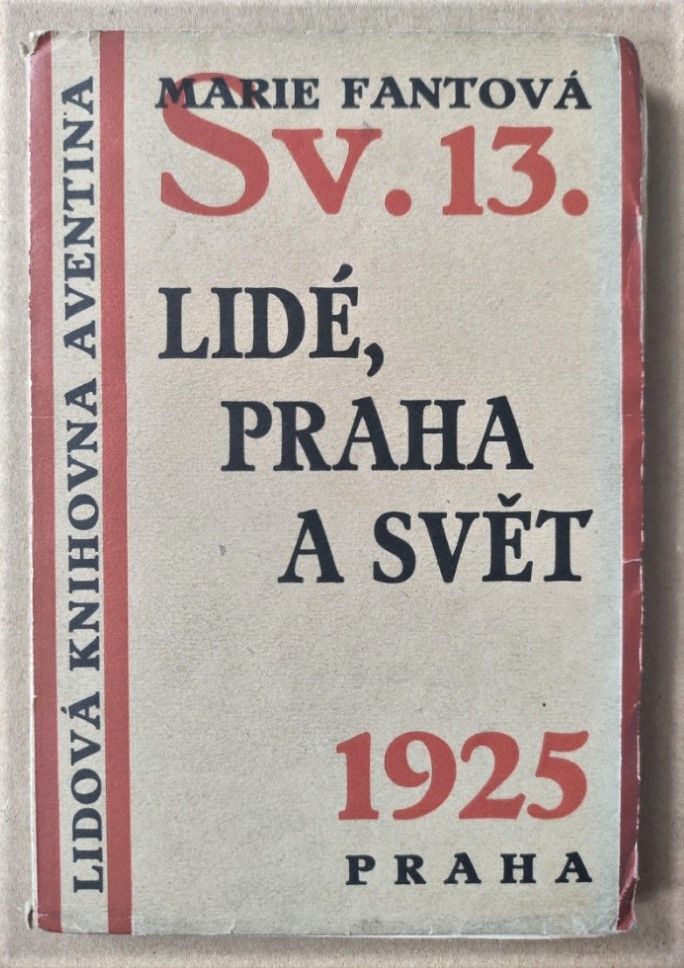 MARIE FANTOVÁ
Sv. 13.
LIDÉ,
PRAHA
A SVĚT
1925
PRAHA
LIDOVÁ KNIHOVNA AVENTINA